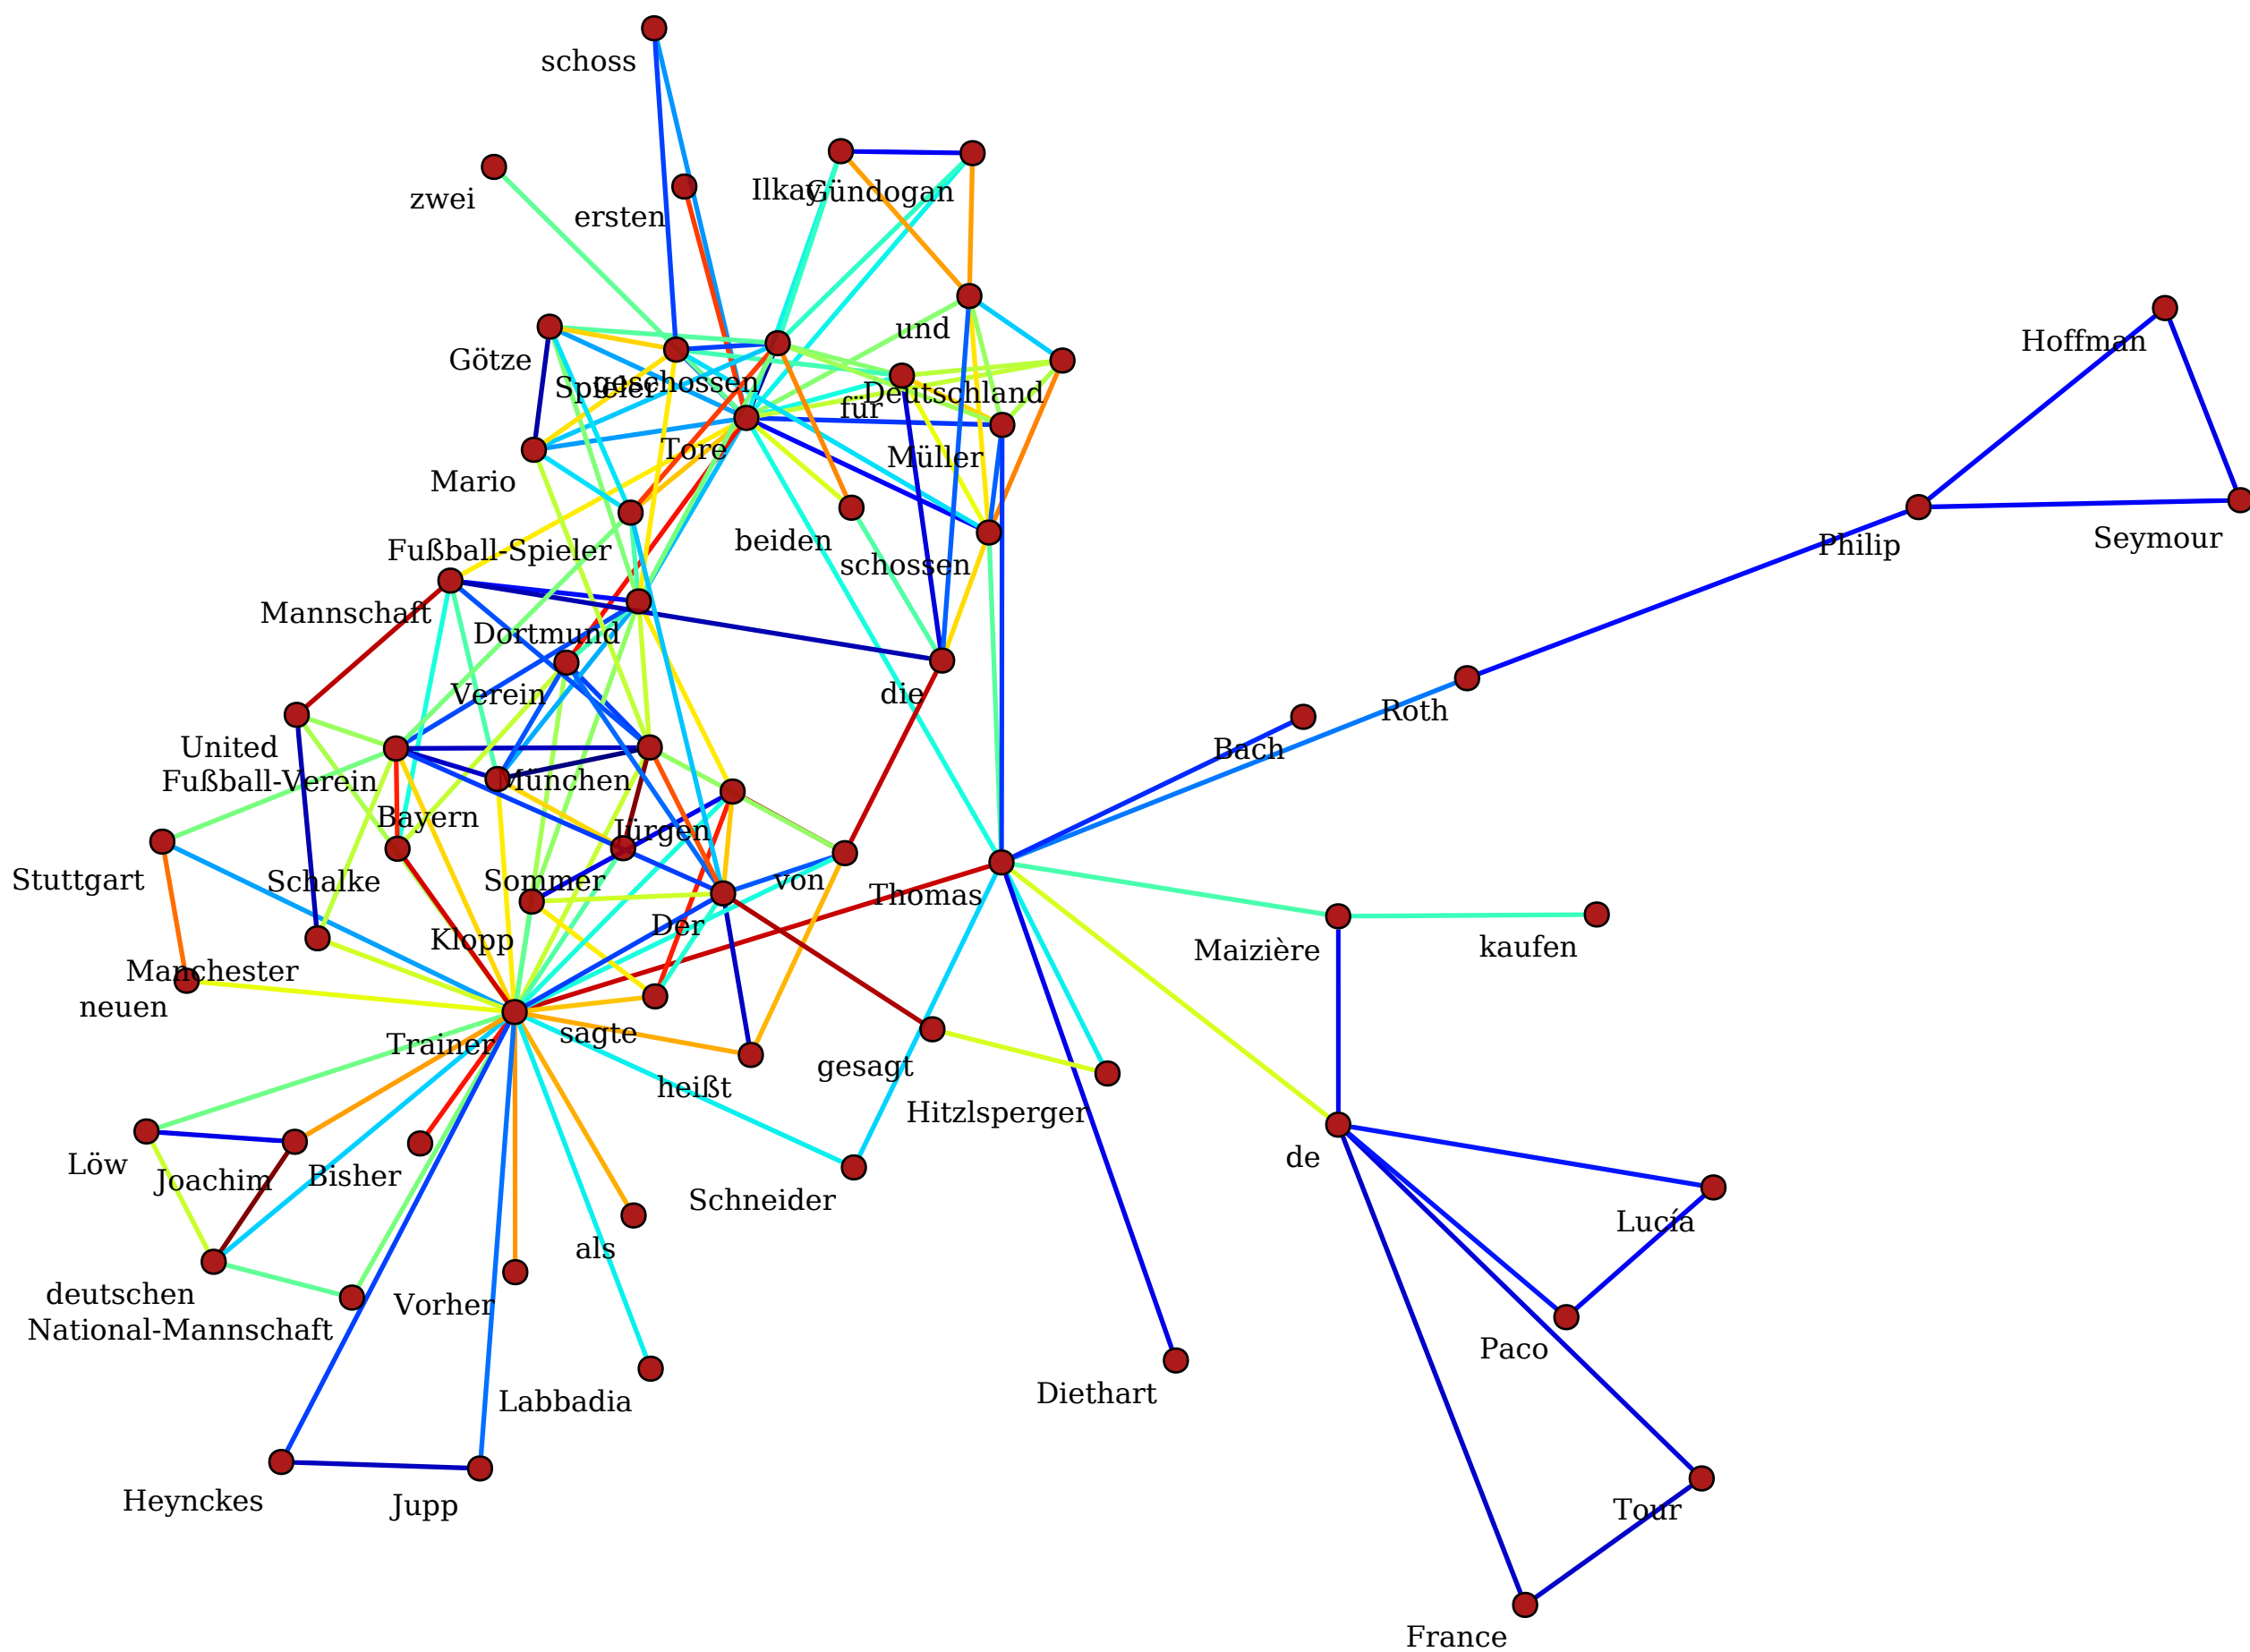 schoss
zwei
ersten
Ilkay
Gündogan
und
Hoffman
Götze
Spieler
geschossen
für
Deutschland
Tore
Müller
Mario
beiden
schossen
Philip
Seymour
Fußball-Spieler
Mannschaft
Dortmund
Verein
die
Roth
United
Bach
Fußball-Verein
München
Bayern
Jürgen
Stuttgart
Schalke
Sommer
von
Thomas
Der
Klopp
Maizière
kaufen
Manchester
neuen
Trainer
sagte
gesagt
heißt
Hitzlsperger
Löw
Joachim
Bisher
de
Schneider
Lucía
als
deutschen
Vorher
National-Mannschaft
Paco
Labbadia
Diethart
Heynckes
Jupp
Tour
France